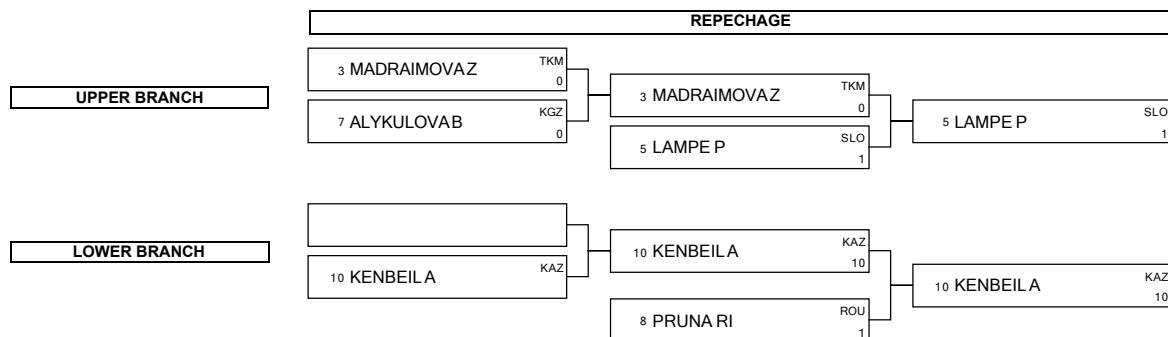 REPECHAGE
UPPER BRANCH
3 MADRAIMOVA Z TKM
0
7 ALYKULOVA B KGZ
0
3 MADRAIMOVA Z TKM
0
5 LAMPE P SLO
1
5 LAMPE P SLO
1
LOWER BRANCH
10 KENBEIL A KAZ
10 KENBEIL A KAZ
10
8 PRUNA RI ROU
1
10 KENBEIL A KAZ
10